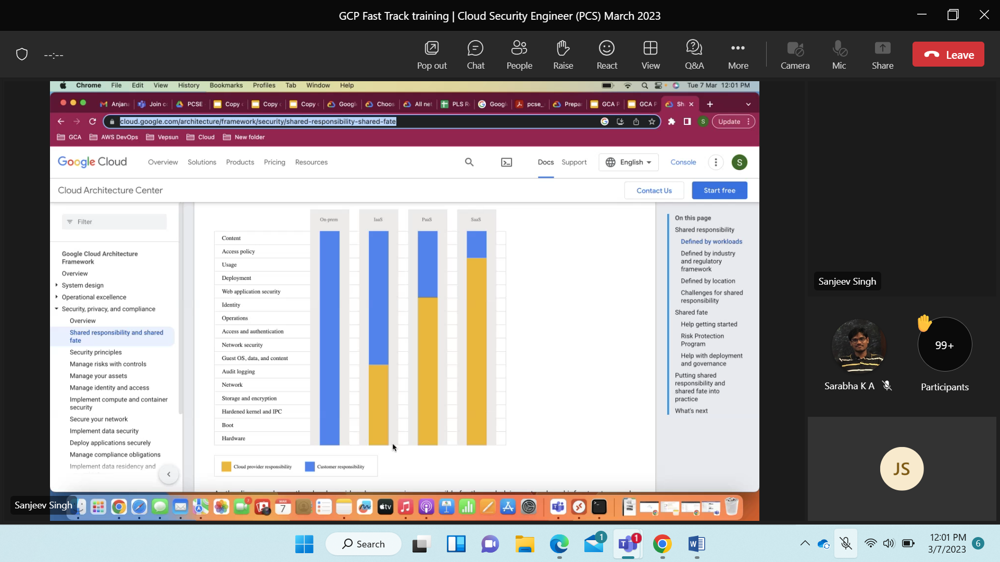 GCP Fast Track training | Cloud Security Engineer (PCS) March 2023
--:--
Pop out
Chat
People
Raise
React
View
Q&A
More
Camera
Mic
Share
Leave
Chrome File Edit View History Bookmarks Profiles Tab Window Help
Tue 7 Mar 12:01 PM
Anjana
Join c
PCSE
Copy
Copy
Copy
Google
Choos
All net
PLS R
Google
pcse_
Prepa
GCA P
GCA P
Sh
cloud.google.com/architecture/framework/security/shared-responsibility-shared-fate
S
Update
GCA
AWS DevOps
Vepsun
Cloud
New folder
Google Cloud
Overview
Solutions
Products
Pricing
Resources
Docs
Support
English
Console
S
Cloud Architecture Center
Contact Us
Start free
Filter
Google Cloud Architecture
Framework
Overview
System design
Operational excellence
Security, privacy, and compliance
Overview
Shared responsibility and shared
fate
Security principles
Manage risks with controls
Manage your assets
Manage identity and access
Implement compute and container
security
Secure your network
Implement data security
Deploy applications securely
Manage compliance obligations
Implement data residency and
On-prem
IaaS
PaaS
SaaS
Content
Access policy
Usage
Deployment
Web application security
Identity
Operations
Access and authentication
Network security
Guest OS, data, and content
Audit logging
Network
Storage and encryption
Hardened kernel and IPC
Boot
Hardware
Cloud provider responsibility
Customer responsibility
On this page
Shared responsibility
Defined by workloads
Defined by industry
and regulatory
framework
Defined by location
Challenges for shared
responsibility
Shared fate
Help getting started
Risk Protection
Program
Help with deployment
and governance
Putting shared
responsibility and
shared fate into
practice
What's next
Sanjeev Singh
99+
Sarabha K A
Participants
JS
Sanjeev Singh
7
MAR
7
tv
Search
1
1
12:01 PM
3/7/2023
6